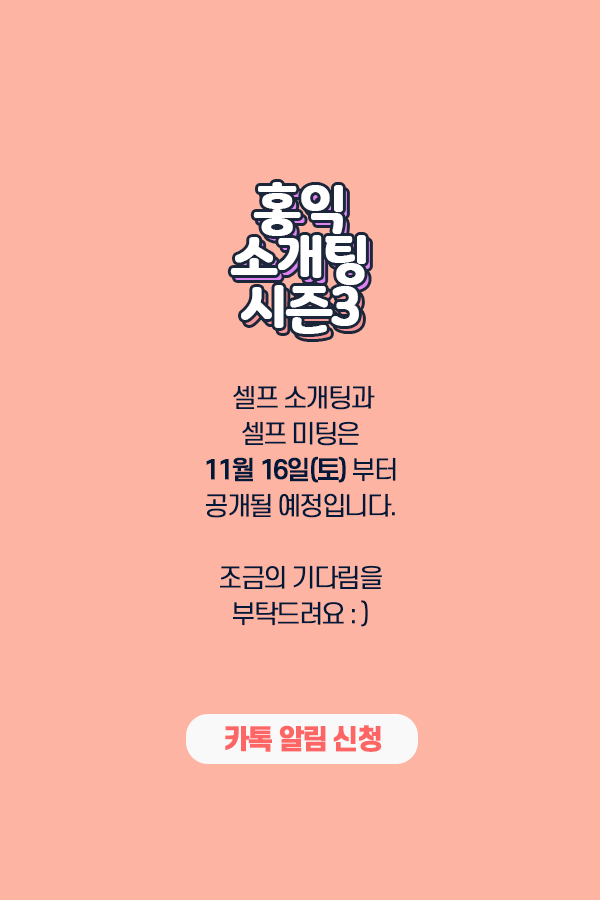 홍익
소개팅
시즌3
셀프 소개팅과
셀프 미팅은
11월 16일(토) 부터
공개될 예정입니다.
조금의 기다림을
부탁드려요 : )
카톡 알림 신청